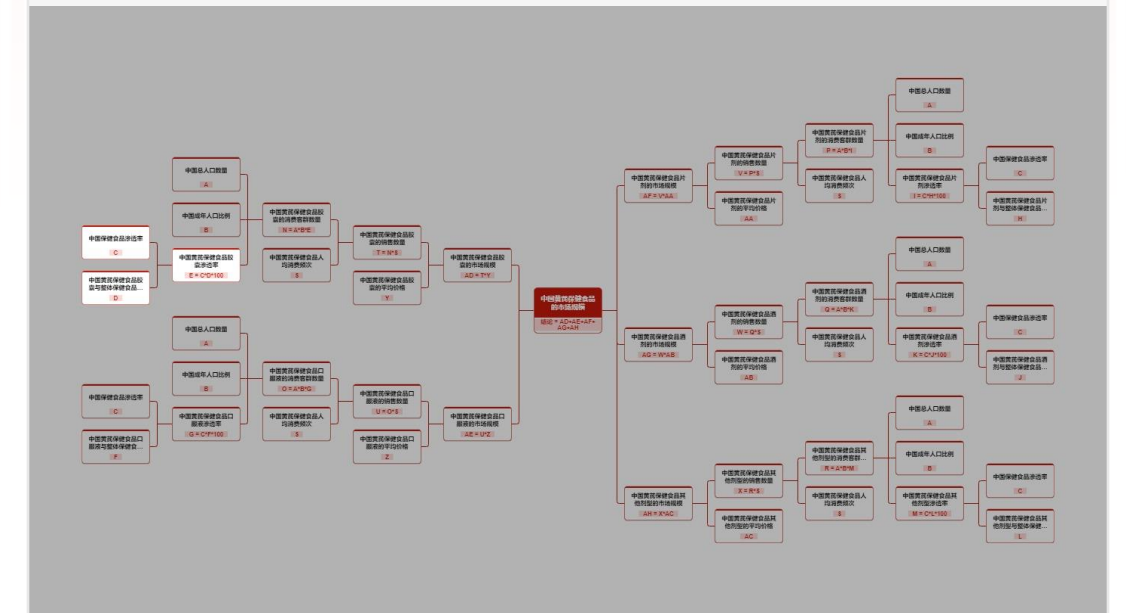 中国总人口数量
A
中国成年人口比例
B
中国保健食品渗透率
C
中国黄芪保健食品胶
囊与整体保健食品...
D
中国黄芪保健食品胶
囊渗透率
E = C*D*100
中国黄芪保健食品胶
囊的消费客群数量
N = A*B*E
中国黄芪保健食品人
均消费频次
S
中国黄芪保健食品胶
囊的销售数量
T = N*S
中国黄芪保健食品胶
囊的平均价格
Y
中国黄芪保健食品胶
囊的市场规模
AD = T*Y
中国总人口数量
A
中国成年人口比例
B
中国保健食品渗透率
C
中国黄芪保健食品口
服液与整体保健食...
F
中国黄芪保健食品口
服液渗透率
G = C*F*100
中国黄芪保健食品口
服液的消费客群数量
O = A*B*G
中国黄芪保健食品人
均消费频次
S
中国黄芪保健食品口
服液的销售数量
U = O*S
中国黄芪保健食品口
服液的平均价格
Z
中国黄芪保健食品口
服液的市场规模
AE = U*Z
中国黄芪保健食品
的市场规模
结论 = AD+AE+AF+
AG+AH
中国黄芪保健食品片
剂的市场规模
AF = V*AA
中国黄芪保健食品片
剂的销售数量
V = P*S
中国黄芪保健食品片
剂的平均价格
AA
中国黄芪保健食品片
剂的消费客群数量
P = A*B*I
中国黄芪保健食品人
均消费频次
S
中国总人口数量
A
中国成年人口比例
B
中国黄芪保健食品片
剂渗透率
I = C*H*100
中国保健食品渗透率
C
中国黄芪保健食品片
剂与整体保健食品...
H
中国黄芪保健食品酒
剂的市场规模
AG = W*AB
中国黄芪保健食品酒
剂的销售数量
W = Q*S
中国黄芪保健食品酒
剂的平均价格
AB
中国黄芪保健食品酒
剂的消费客群数量
Q = A*B*K
中国黄芪保健食品人
均消费频次
S
中国总人口数量
A
中国成年人口比例
B
中国黄芪保健食品酒
剂渗透率
K = C*J*100
中国保健食品渗透率
C
中国黄芪保健食品酒
剂与整体保健食品...
J
中国黄芪保健食品其
他剂型的市场规模
AH = X*AC
中国黄芪保健食品其
他剂型的销售数量
X = R*S
中国黄芪保健食品其
他剂型的平均价格
AC
中国黄芪保健食品其
他剂型的消费客群...
R = A*B*M
中国黄芪保健食品人
均消费频次
S
中国总人口数量
A
中国成年人口比例
B
中国黄芪保健食品其
他剂型渗透率
M = C*L*100
中国保健食品渗透率
C
中国黄芪保健食品其
他剂型与整体保健...
L